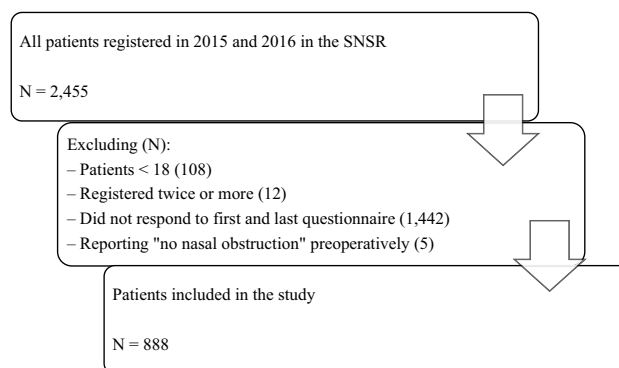 All patients registered in 2015 and 2016 in the SNSR
N = 2,455
Excluding (N):
– Patients < 18 (108)
– Registered twice or more (12)
– Did not respond to first and last questionnaire (1,442)
– Reporting "no nasal obstruction" preoperatively (5)
Patients included in the study
N = 888